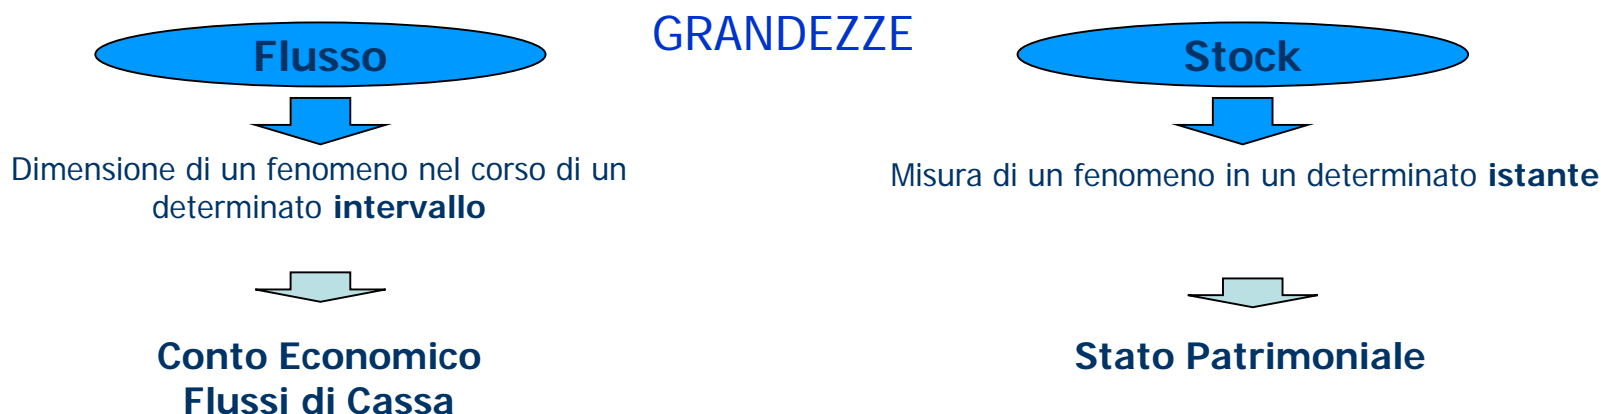 GRANDEZZE
Flusso
Dimensione di un fenomeno nel corso di un
determinato intervallo
Conto Economico
Flussi di Cassa
Stock
Misura di un fenomeno in un determinato istante
Stato Patrimoniale